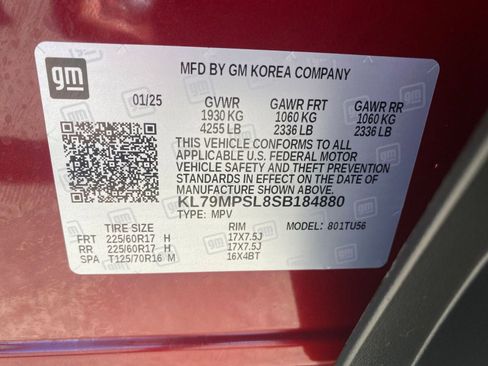 gm MFD BY GM KOREA COMPANY
01/25 GVWR GAWR FRT GAWR RR
1930 KG 1060 KG 1060 KG
4255 LB 2336 LB 2336 LB
THIS VEHICLE CONFORMS TO ALL
APPLICABLE U.S. FEDERAL MOTOR
VEHICLE SAFETY AND THEFT PREVENTION
STANDARDS IN EFFECT ON THE DATE OF
MANUFACTURE SHOWN ABOVE.
KL79MPSL8SB184880
TYPE: MPV MODEL: 801TU56
TIRE SIZE RIM
FRT 225/60R17 H 17X7.5J
RR 225/60R17 H 17X7.5J
SPA T125/70R16 M 16X4BT